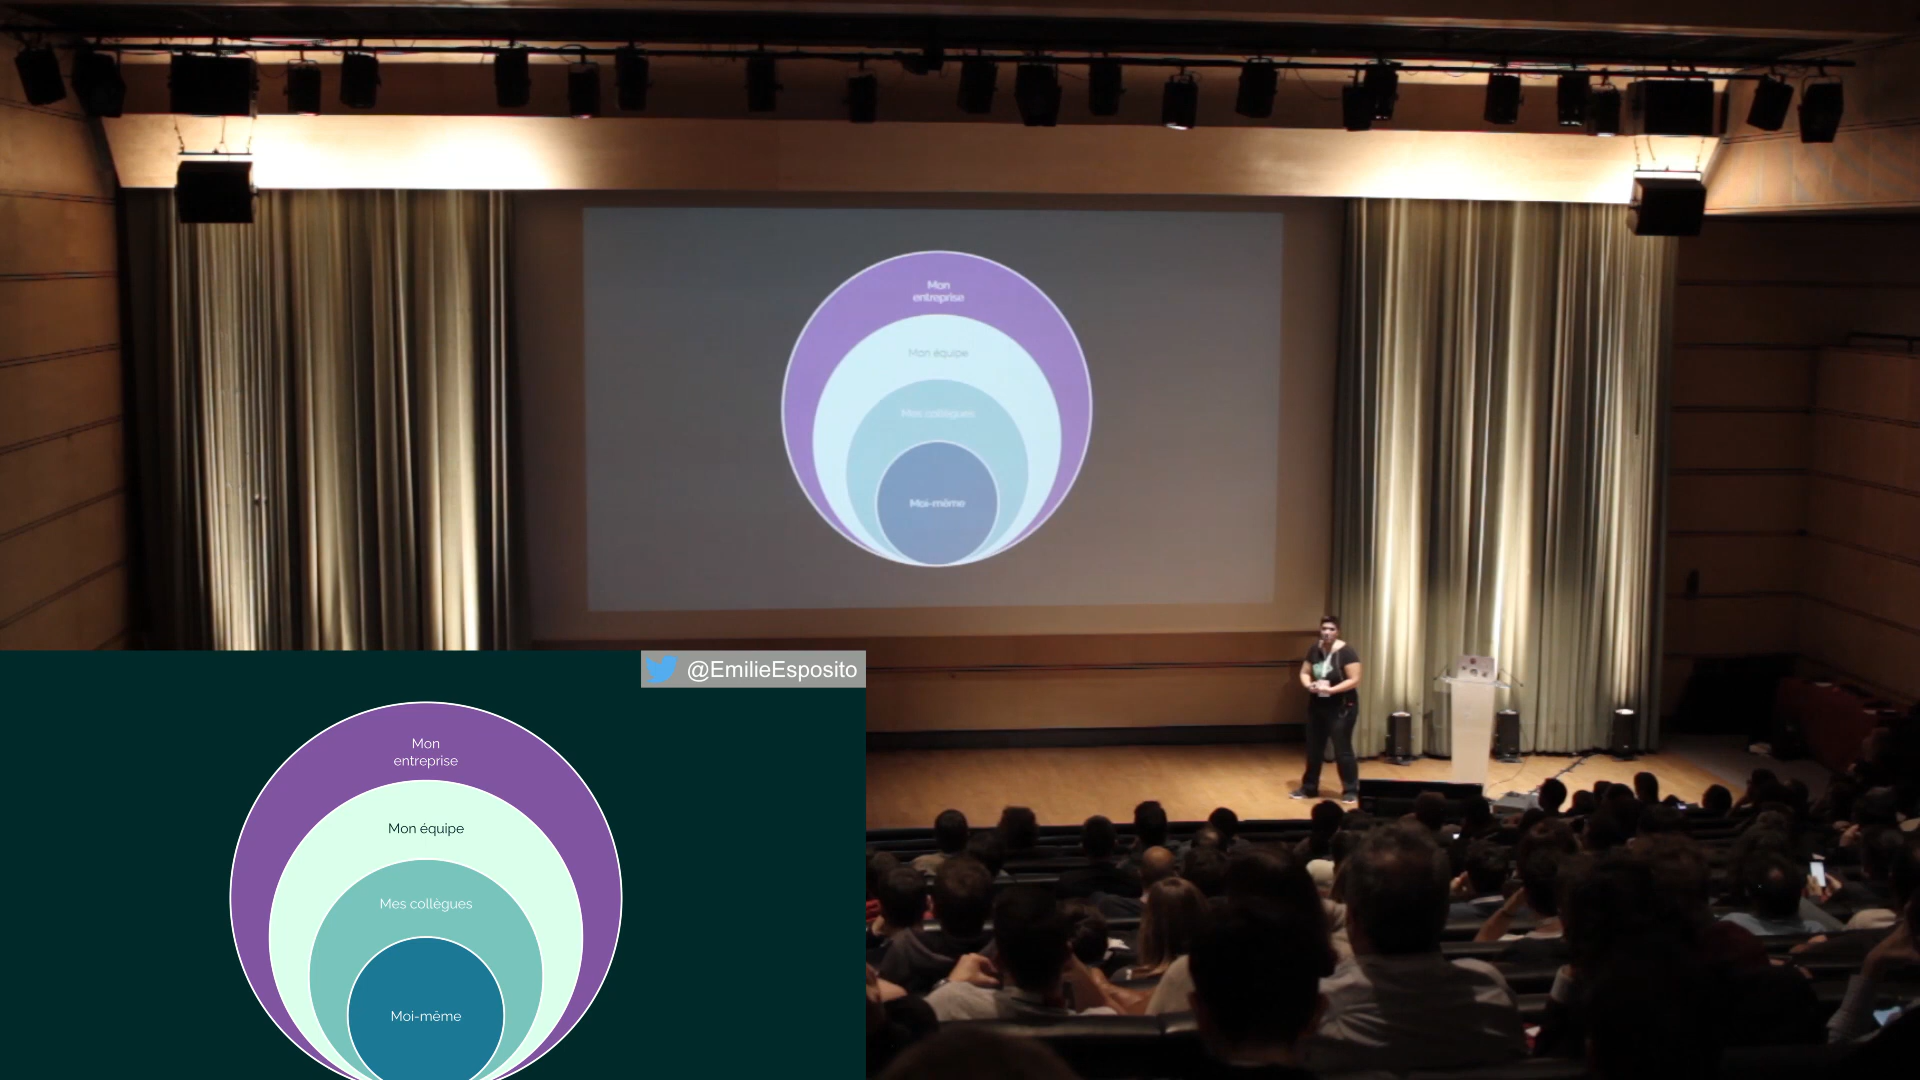 Mon
entreprise
Mon équipe
Mes collègues
Moi-même
@EmilieEsposito
Mon
entreprise
Mon équipe
Mes collègues
Moi-même